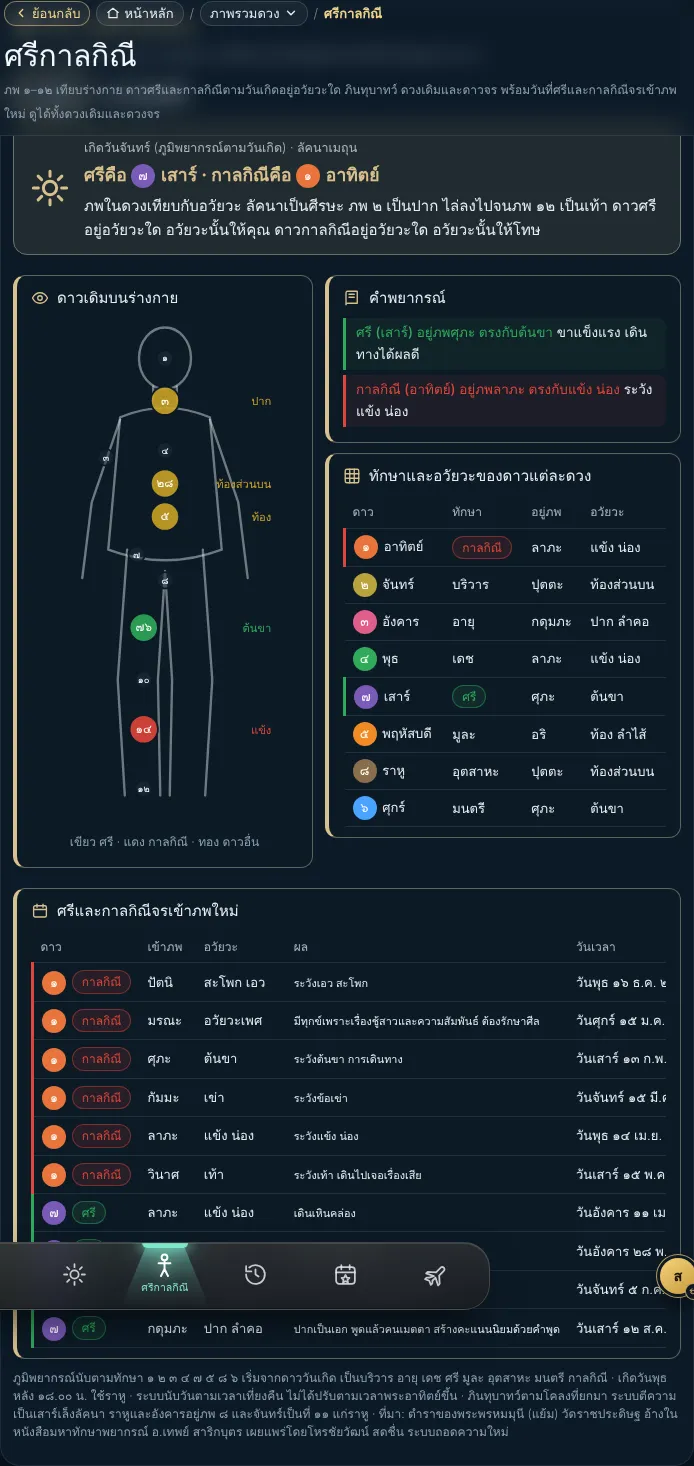 ย้อนกลับ หน้าหลัก / ภาพรวมดวง / ศรีกาลกิณี
ศรีกาลกิณี
ภพ ๑–๑๒ เทียบร่างกาย ดาวศรีและกาลกิณีตามวันเกิดอยู่อวัยวะใด ภินทุบาทว์ ดวงเดิมและดาวจร พร้อมวันที่ศรีและกาลกิณีจรเข้าภพ
ใหม่ ดูได้ทั้งดวงเดิมและดวงจร
เกิดวันจันทร์ (ภูมิพยากรณ์ตามวันเกิด) · ลัคนาเมถุน
ศรีคือ ๗ เสาร์ · กาลกิณีคือ ๑ อาทิตย์
ภพในดวงเทียบกับอวัยวะ ลัคนาเป็นศีรษะ ภพ ๒ เป็นปาก ไล่ลงไปจนภพ ๑๒ เป็นเท้า ดาวศรี
อยู่อวัยวะใด อวัยวะนั้นให้คุณ ดาวกาลกิณีอยู่อวัยวะใด อวัยวะนั้นให้โทษ
ดาวเดิมบนร่างกาย
๑
๓ ปาก
๔
๓
๒๘ ท้องส่วนบน
๕ ท้อง
๗
๘
๗๖ ต้นขา
๑๐
๑๔ แข้ง
๑๒
เขียว ศรี · แดง กาลกิณี · ทอง ดาวอื่น
คำพยากรณ์
ศรี (เสาร์) อยู่ภพศุภะ ตรงกับต้นขา ขาแข็งแรง เดิน
ทางได้ผลดี
กาลกิณี (อาทิตย์) อยู่ภพลาภะ ตรงกับแข้ง น่อง ระวัง
แข้ง น่อง
ทักษาและอวัยวะของดาวแต่ละดวง
ดาว ทักษา อยู่ภพ อวัยวะ
๑ อาทิตย์ กาลกิณี ลาภะ แข้ง น่อง
๒ จันทร์ บริวาร ปุตตะ ท้องส่วนบน
๓ อังคาร อายุ กดุมภะ ปาก ลำคอ
๔ พุธ เดช ลาภะ แข้ง น่อง
๗ เสาร์ ศรี ศุภะ ต้นขา
๕ พฤหัสบดี มูละ อริ ท้อง ลำไส้
๘ ราหู อุตสาหะ ปุตตะ ท้องส่วนบน
๖ ศุกร์ มนตรี ศุภะ ต้นขา
ศรีและกาลกิณีจรเข้าภพใหม่
ดาว เข้าภพ อวัยวะ ผล วันเวลา
๑ กาลกิณี ปัตนิ สะโพก เอว ระวังเอว สะโพก วันพุธ ๑๖ ธ.ค.
๑ กาลกิณี มรณะ อวัยวะเพศ มีทุกข์เพราะเรื่องชู้สาวและความสัมพันธ์ ต้องรักษาศีล วันศุกร์ ๑๕ ม.ค.
๑ กาลกิณี ศุภะ ต้นขา ระวังต้นขา การเดินทาง วันเสาร์ ๑๓ ก.พ.
๑ กาลกิณี กัมมะ เข่า ระวังข้อเข่า วันจันทร์ ๑๕ มี.ค
๑ กาลกิณี ลาภะ แข้ง น่อง ระวังแข้ง น่อง วันพุธ ๑๔ เม.ย.
๑ กาลกิณี วินาศ เท้า ระวังเท้า เดินไปเจอเรื่องเสีย วันเสาร์ ๑๕ พ.ค
๗ ศรี ลาภะ แข้ง น่อง เดินเหินคล่อง วันอังคาร ๑๑ เม
วันอังคาร ๒๘ พ.
ศรีกาลกิณี วันจันทร์ ๕ ก.ค. ส
๗ ศรี กดุมภะ ปาก ลำคอ ปากเป็นเอก พูดแล้วคนเมตตา สร้างคะแนนนิยมด้วยคำพูด วันเสาร์ ๑๒ ส.ค.
ภูมิพยากรณ์นับตามทักษา ๑ ๒ ๓ ๔ ๗ ๕ ๘ ๖ เริ่มจากดาววันเกิด เป็นบริวาร อายุ เดช ศรี มูละ อุตสาหะ มนตรี กาลกิณี · เกิดวันพุธ
หลัง ๑๘.๐๐ น. ใช้ราหู · ระบบนับวันตามเวลาเที่ยงคืน ไม่ได้ปรับตามเวลาพระอาทิตย์ขึ้น · ภินทุบาทว์ตามโคลงที่ยกมา ระบบตีความ
เป็นเสาร์เล็งลัคนา ราหูและอังคารอยู่ภพ ๘ และจันทร์เป็นที่ ๑๑ แก่ราหู · ที่มา: ตำราของพระพรหมมุนี (แย้ม) วัดราชประดิษฐ อ้างใน
หนังสือมหาทักษาพยากรณ์ อ.เทพย์ สาริกบุตร เผยแพร่โดยโหรชัยวัฒน์ สดชื่น ระบบถอดความใหม่